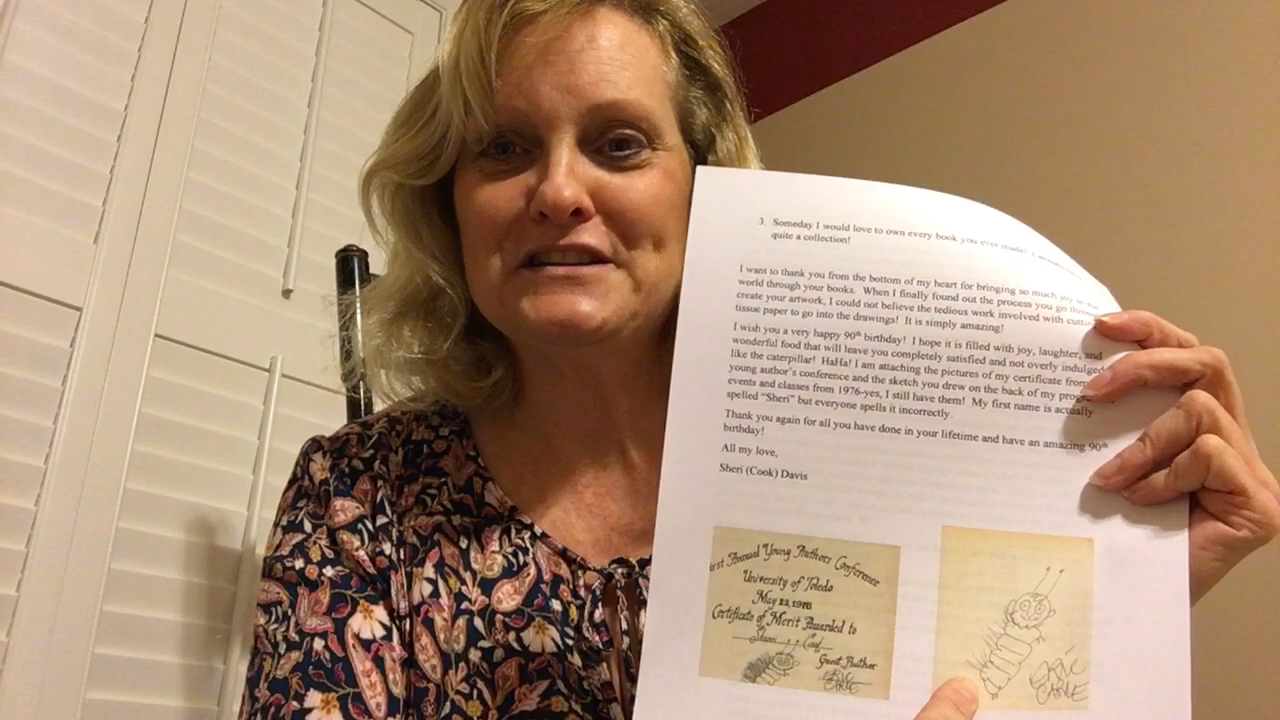 3. Someday I would love to own every book you ever made! I already
quite a collection!
I want to thank you from the bottom of my heart for bringing so much joy to the
world through your books. When I finally found out the process you go through
create your artwork, I could not believe the tedious work involved with cutting
tissue paper to go into the drawings! It is simply amazing!
I wish you a very happy 90th birthday! I hope it is filled with joy, laughter, and
wonderful food that will leave you completely satisfied and not overly indulged
like the caterpillar! HaHa! I am attaching the pictures of my certificate from
young author's conference and the sketch you drew on the back of my
events and classes from 1976-yes, I still have them! My first name is actually
spelled "Sheri" but everyone spells it incorrectly.
Thank you again for all you have done in your lifetime and have an amazing 90th
birthday!
All my love,
Sheri (Cook) Davis
First Annual Young Authors Conference
University of Toledo
May 22, 1976
Certificate of Merit Awarded to
Guest Author
ERIC
CARLE
ERIC
CARLE